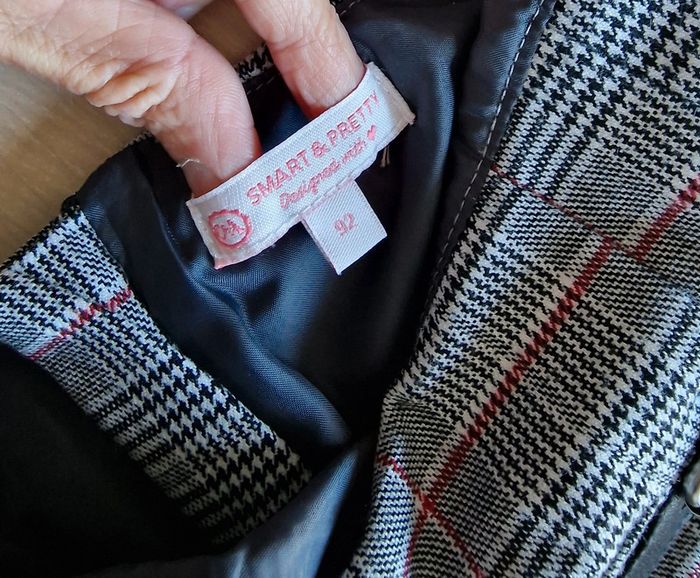 SMART & PRETTY
Designed with ♥
92